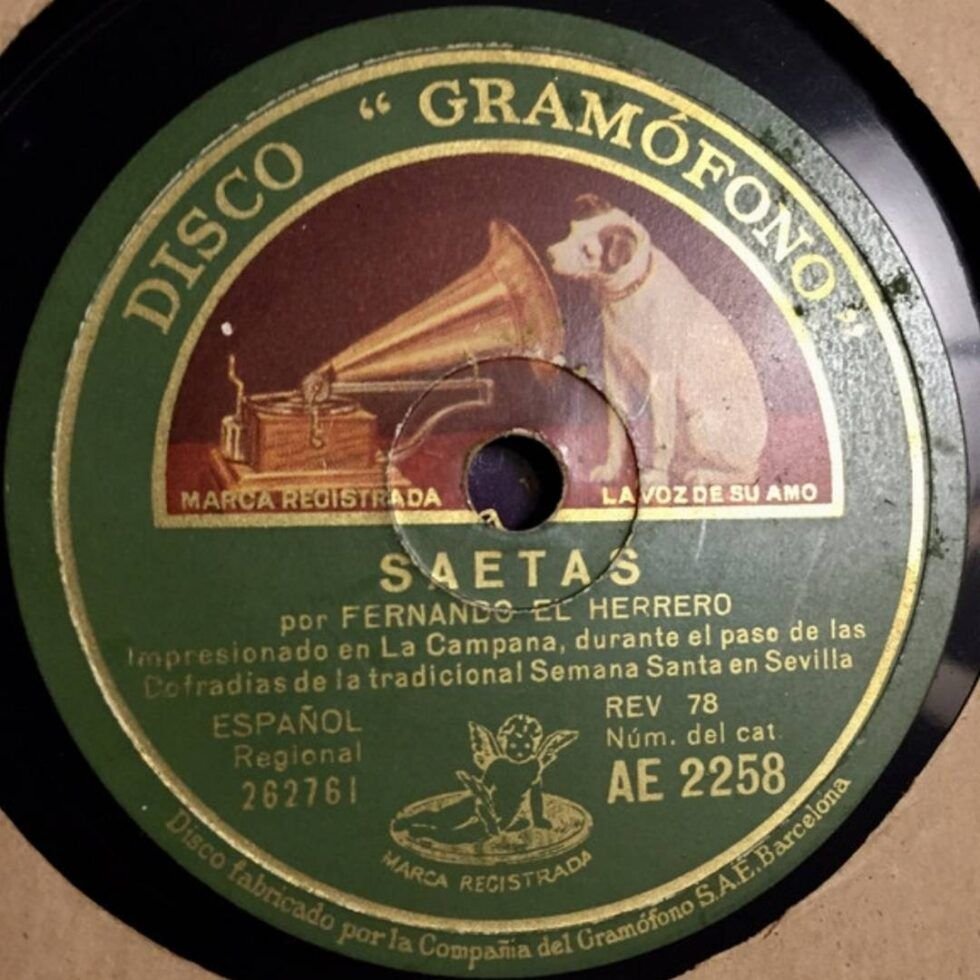 DISCO "GRAMÓFONO"
MARCA REGISTRADA
LA VOZ DE SU AMO
SAETAS
por FERNANDO EL HERRERO
Impresionado en La Campana, durante el paso de las
Cofradias de la tradicional Semana Santa en Sevilla
ESPAÑOL
Regional
262761
REV 78
Núm. del cat.
AE 2258
MARCA REGISTRADA
Disco fabricado por la Compañia del Gramófono S.A.E. Barcelona